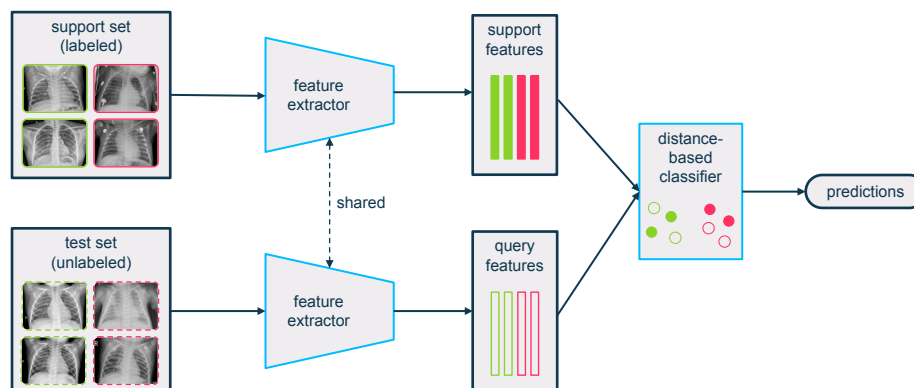 support set
(labeled)
feature
extractor
support
features
shared
distance-
based
classifier
predictions
test set
(unlabeled)
feature
extractor
query
features